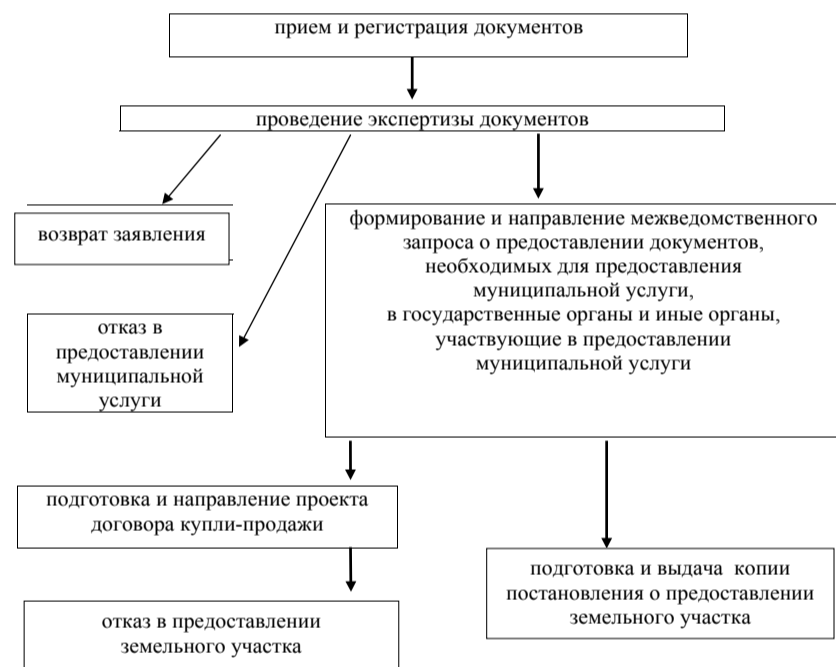 прием и регистрация документов
проведение экспертизы документов
возврат заявления
формирование и направление межведомственного
запроса о предоставлении документов,
необходимых для предоставления
муниципальной услуги,
в государственные органы и иные органы,
участвующие в предоставлении
муниципальной услуги
отказ в
предоставлении
муниципальной
услуги
подготовка и направление проекта
договора купли-продажи
подготовка и выдача копии
постановления о предоставлении
земельного участка
отказ в предоставлении
земельного участка